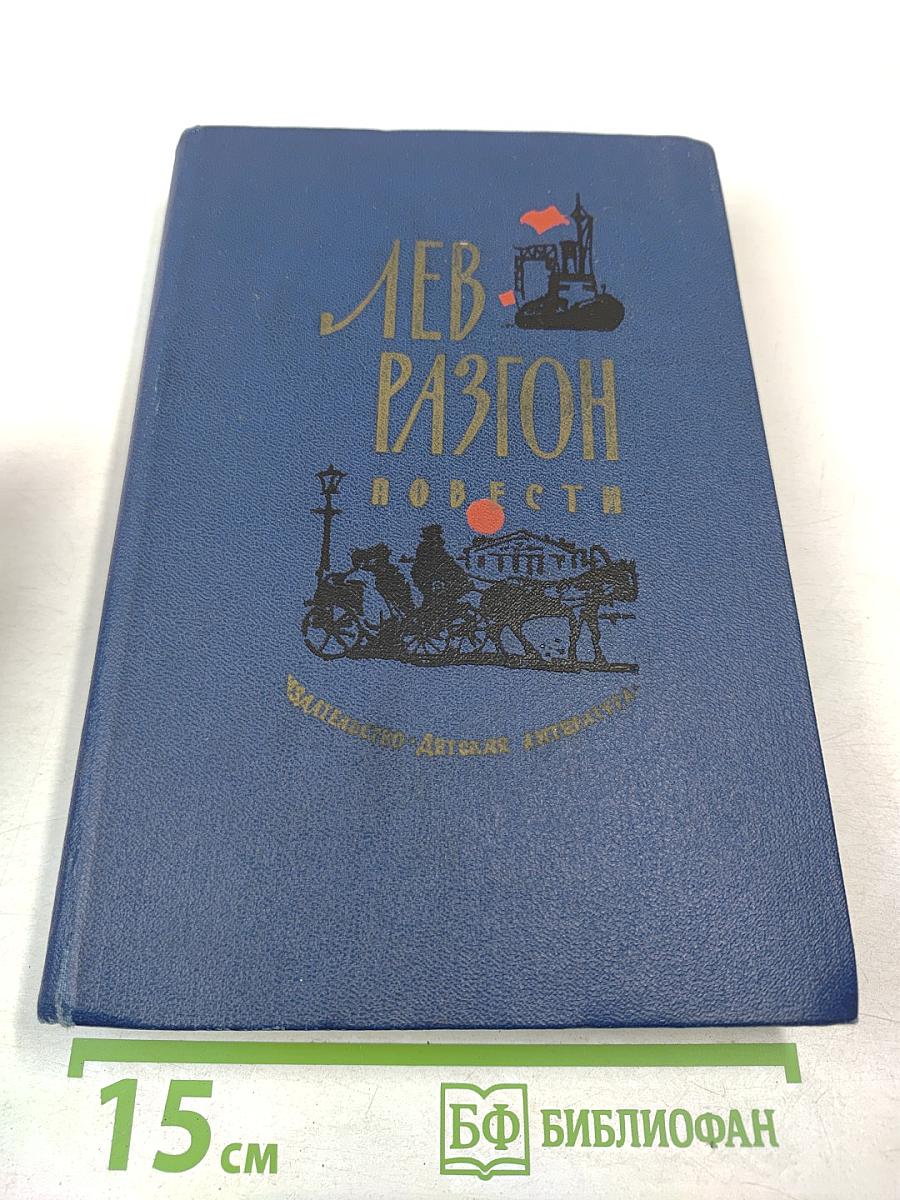 ЛЕВ
РАЗГОН
ПОВЕСТИ
ИЗДАТЕЛЬСТВО · ДЕТСКАЯ ЛИТЕРАТУРА
15 см
БФ БИБЛИОФАН